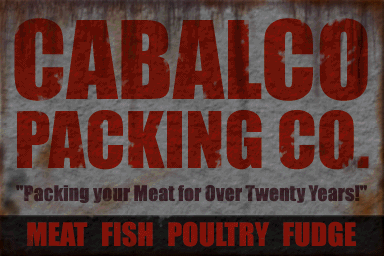 CABALCO
PACKING CO.
"Packing your Meat for Over Twenty Years!"
MEAT FISH POULTRY FUDGE